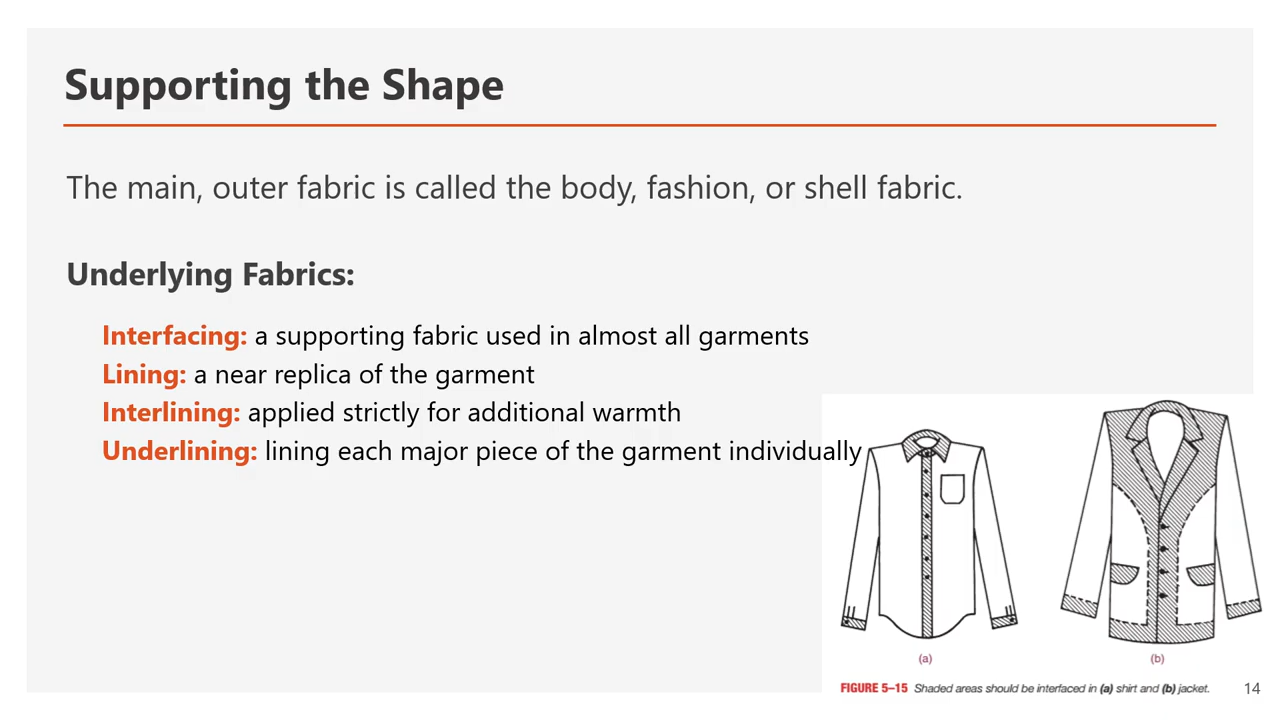 Supporting the Shape
The main, outer fabric is called the body, fashion, or shell fabric.
Underlying Fabrics:
Interfacing: a supporting fabric used in almost all garments
Lining: a near replica of the garment
Interlining: applied strictly for additional warmth
Underlining: lining each major piece of the garment individually
(a)
(b)
FIGURE 5–15 Shaded areas should be interfaced in (a) shirt and (b) jacket.
14